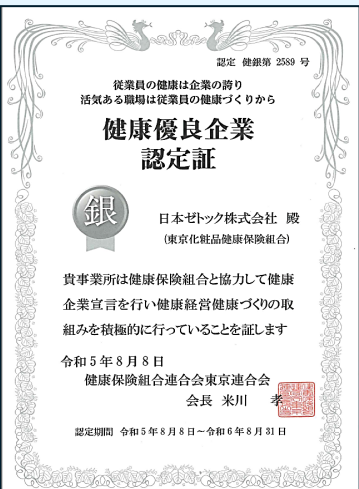 認定 健銀第 2589 号
従業員の健康は企業の誇り
活気ある職場は従業員の健康づくりから
健康優良企業
認定証
銀
日本ゼトック株式会社 殿
(東京化粧品健康保険組合)
貴事業所は健康保険組合と協力して健康
企業宣言を行い健康経営健康づくりの取
組みを積極的に行っていることを証します
令和5年8月8日
健康保険組合連合会東京連合会
会長 米川 孝
認定期間 令和5年8月8日～令和6年8月31日